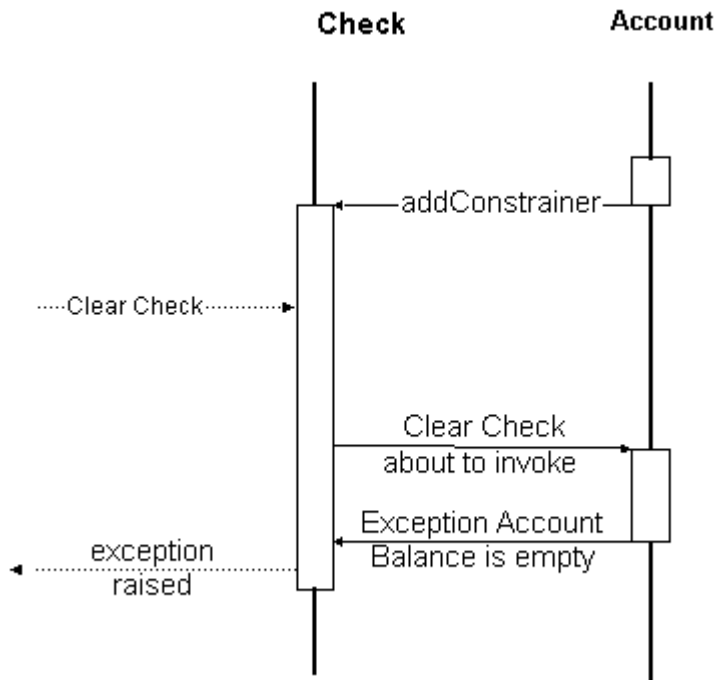 Check
Account
addConstrainer
Clear Check
Clear Check
about to invoke
Exception Account
Balance is empty
exception
raised